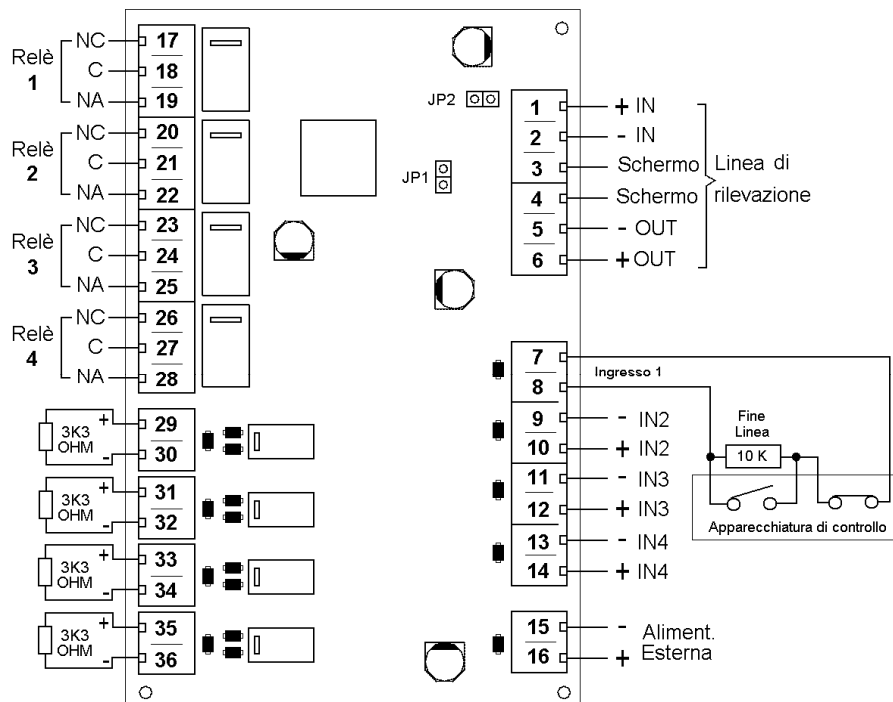 Relè
1
NC 17
C 18
NA 19
Relè
2
NC 20
C 21
NA 22
Relè
3
NC 23
C 24
NA 25
Relè
4
NC 26
C 27
NA 28
3K3
OHM
+ 29
- 30
3K3
OHM
+ 31
- 32
3K3
OHM
+ 33
- 34
3K3
OHM
+ 35
- 36
JP2
JP1
1 + IN
2 - IN
3 Schermo
4 Schermo
5 - OUT
6 + OUT
Linea di
rilevazione
7
8
Ingresso 1
9 - IN2
10 + IN2
11 - IN3
12 + IN3
13 - IN4
14 + IN4
15 -
16 +
Aliment.
Esterna
Fine
Linea
10 K
Apparecchiatura di controllo